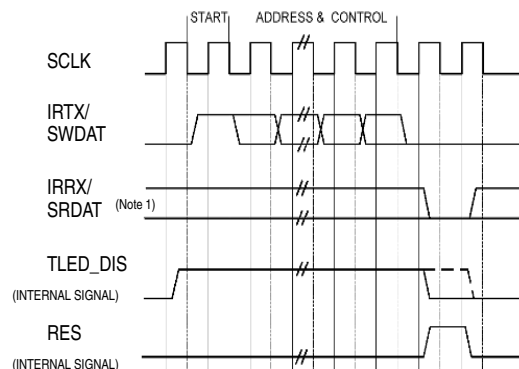 START
ADDRESS & CONTROL
SCLK
IRTX/
SWDAT
IRRX/
SRDAT (Note 1)
TLED_DIS
(INTERNAL SIGNAL)
RES
(INTERNAL SIGNAL)